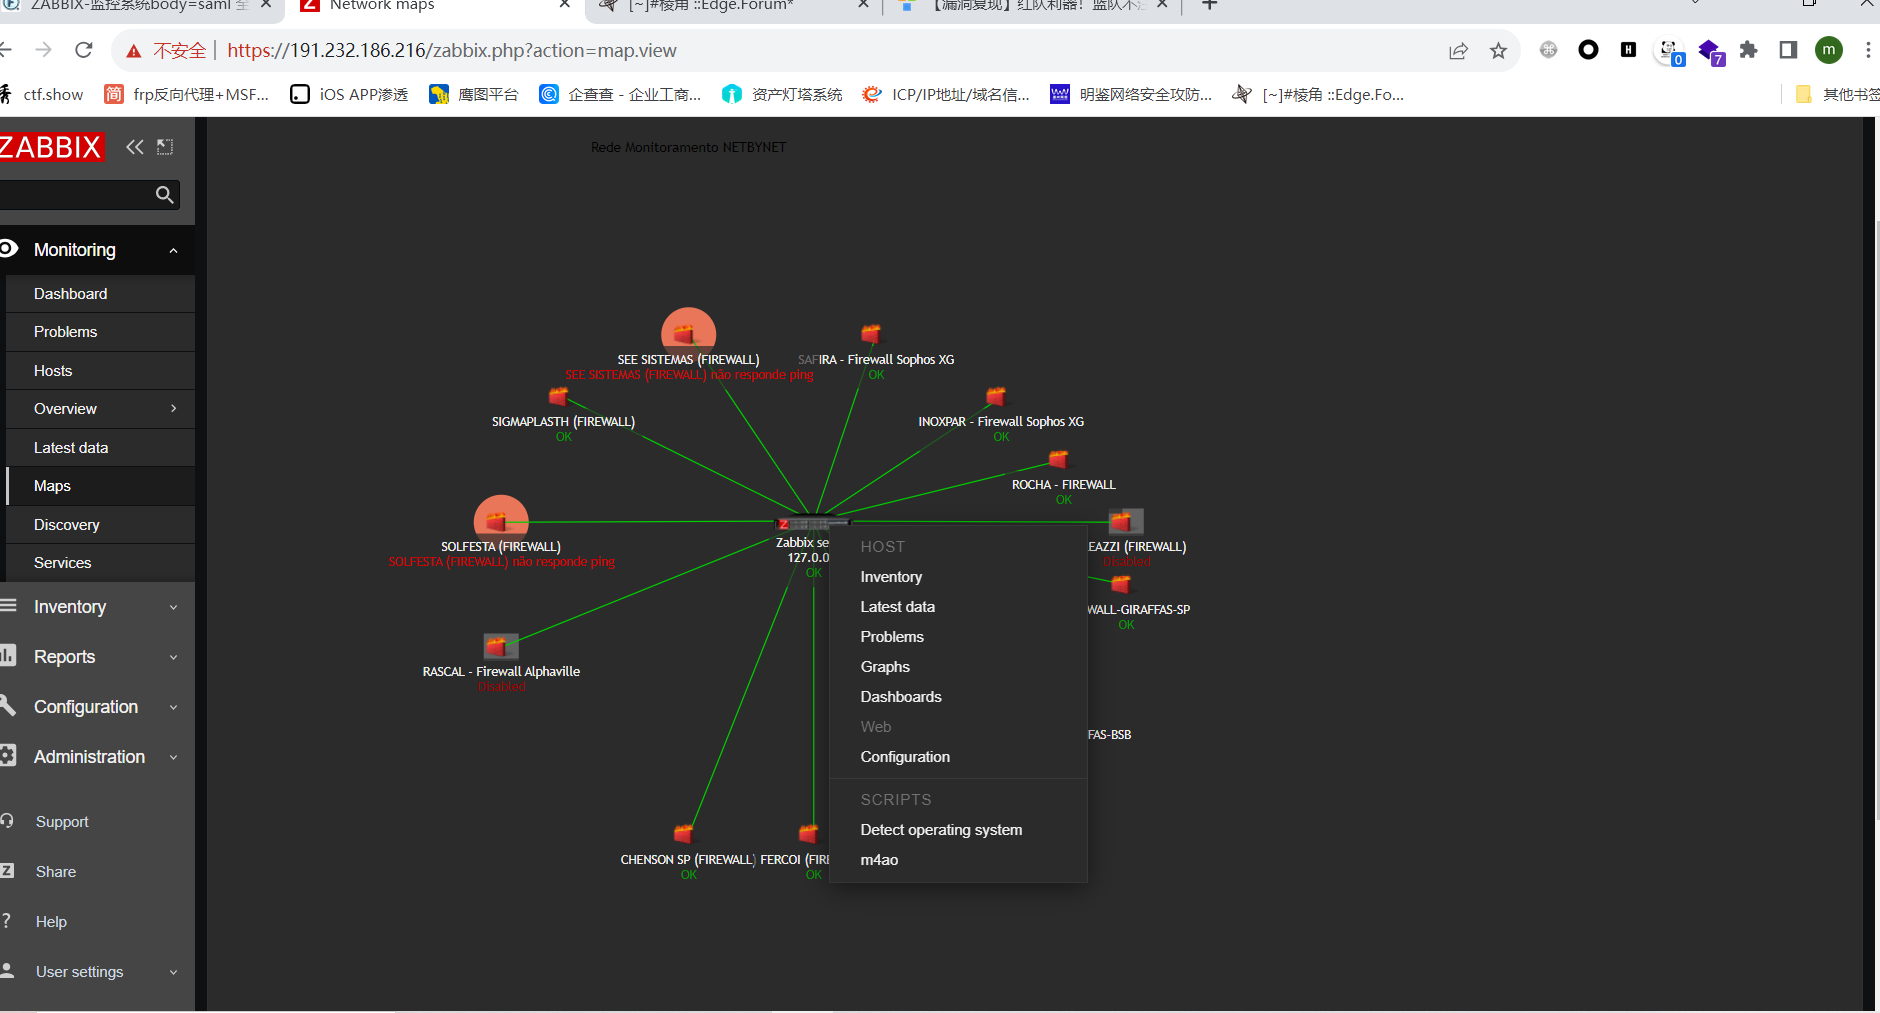 ZABBIX-监控系统body=saml 全
Network maps
[~]#棱角 ::Edge.Forum*
【漏洞复现】红队利器！蓝队不
不安全 https://191.232.186.216/zabbix.php?action=map.view
0
7
m
ctf.show
简 frp反向代理+MSF...
iOS APP渗透
鹰图平台
企查查 - 企业工商...
资产灯塔系统
ICP/IP地址/域名信...
明鉴网络安全攻防...
[~]#棱角 ::Edge.Fo...
其他书签
ZABBIX
Monitoring
Dashboard
Problems
Hosts
Overview
Latest data
Maps
Discovery
Services
Inventory
Reports
Configuration
Administration
Support
Share
Help
User settings
Rede Monitoramento NETBYNET
SEE SISTEMAS (FIREWALL)
SEE SISTEMAS (FIREWALL) não responde ping
SAFIRA - Firewall Sophos XG
OK
SIGMAPLASTH (FIREWALL)
OK
INOXPAR - Firewall Sophos XG
OK
ROCHA - FIREWALL
OK
SOLFESTA (FIREWALL)
SOLFESTA (FIREWALL) não responde ping
Zabbix se
127.0.0
OK
EAZZI (FIREWALL)
Disabled
WALL-GIRAFFAS-SP
OK
RASCAL - Firewall Alphaville
Disabled
FAS-BSB
CHENSON SP (FIREWALL)
OK
FERCOI (FIRE
OK
HOST
Inventory
Latest data
Problems
Graphs
Dashboards
Web
Configuration
SCRIPTS
Detect operating system
m4ao